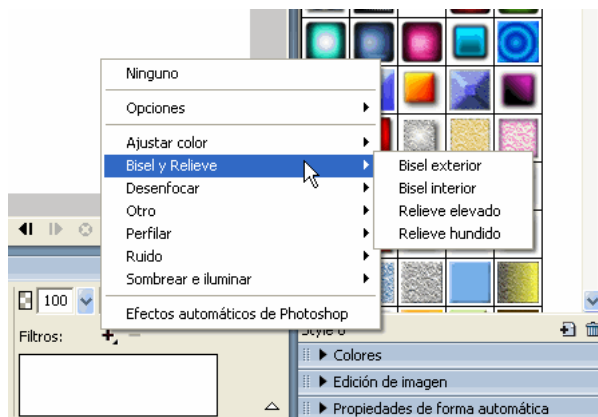 Ninguno
Opciones
Ajustar color
Bisel y Relieve
Desenfocar
Otro
Perfilar
Ruido
Sombrear e iluminar
Efectos automáticos de Photoshop
Bisel exterior
Bisel interior
Relieve elevado
Relieve hundido
100
Filtros:
Colores
Edición de imagen
Propiedades de forma automática